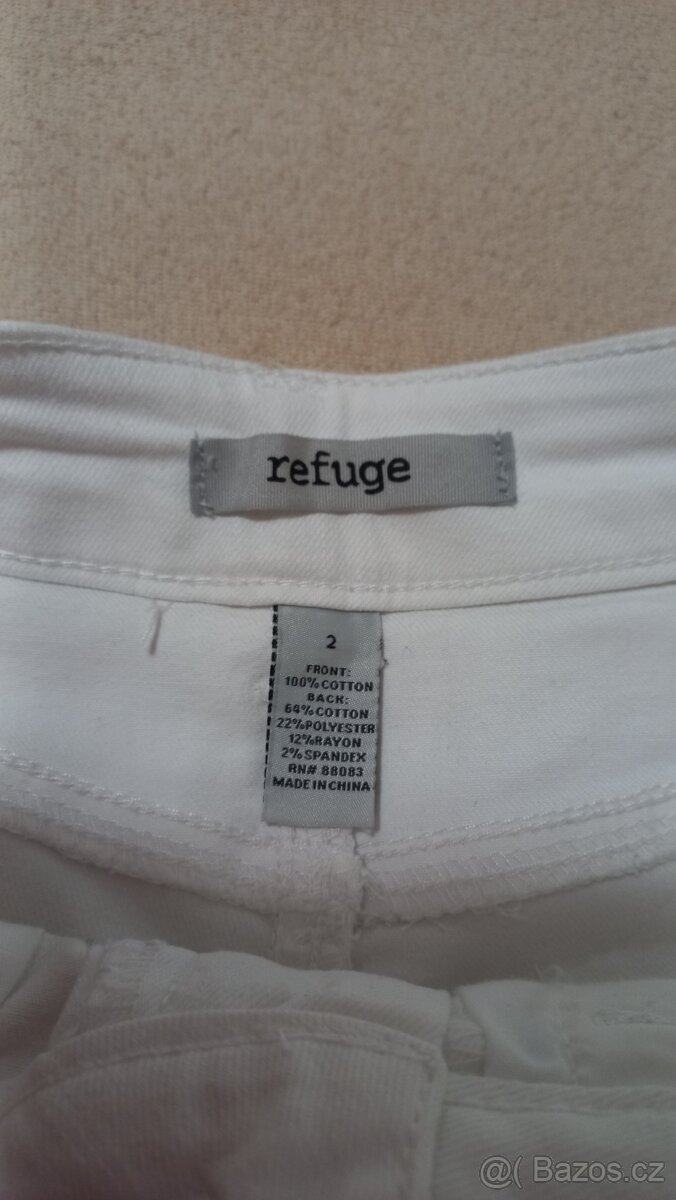 refuge
2
FRONT:
100% COTTON
BACK:
64% COTTON
22% POLYESTER
12% RAYON
2% SPANDEX
RN# 88083
MADE IN CHINA
@( Bazos.cz